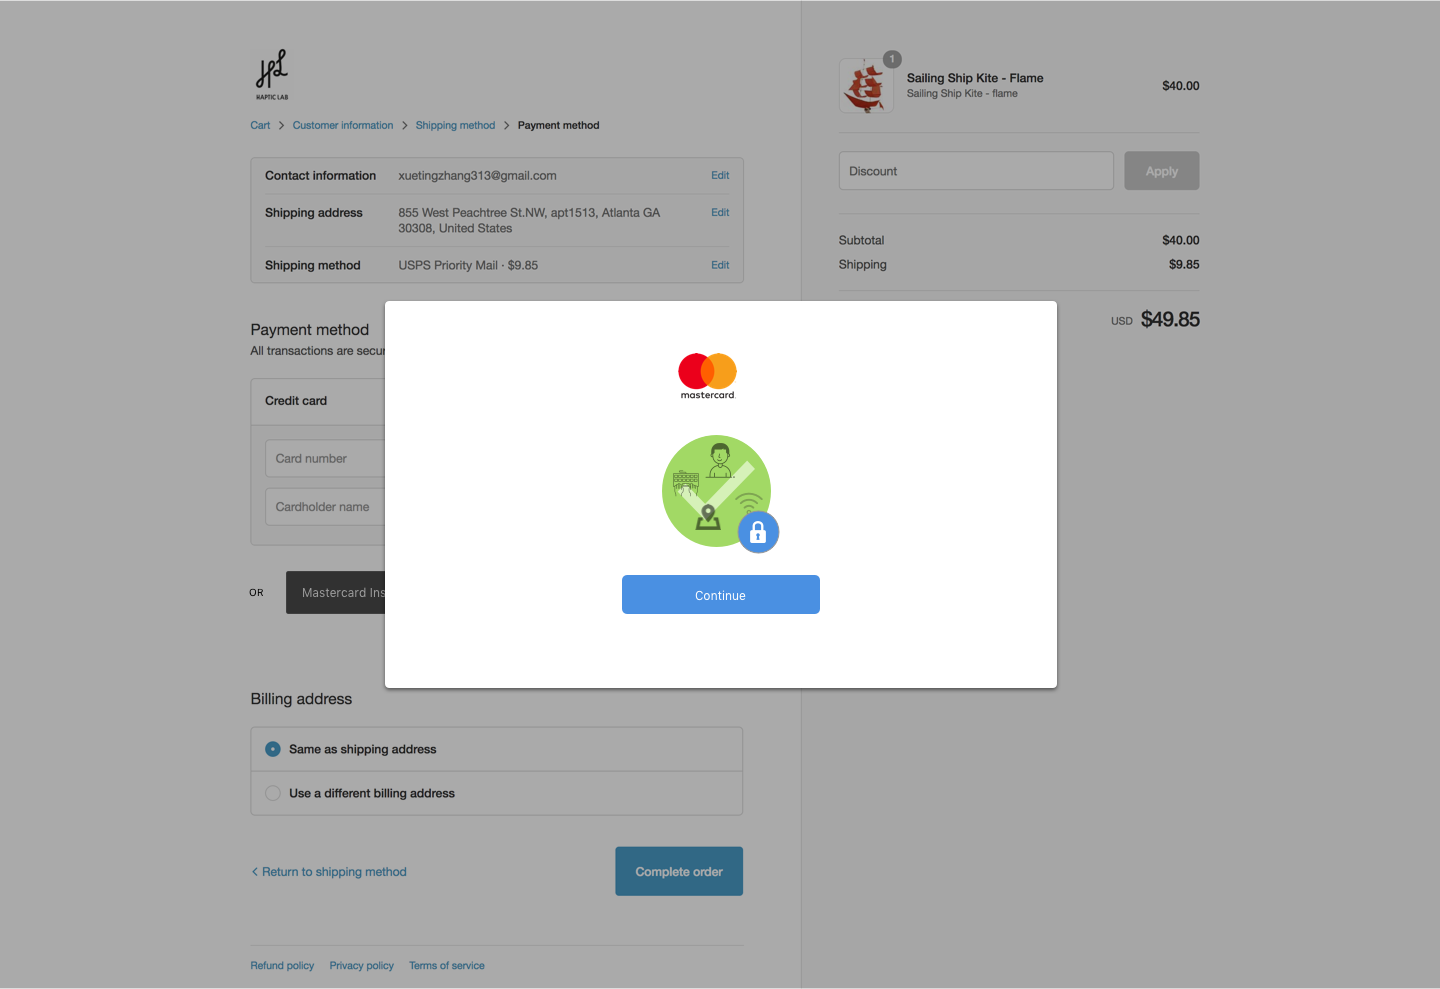 HAPTIC LAB
Cart > Customer information > Shipping method > Payment method
Contact information xuetingzhang313@gmail.com Edit
Shipping address 855 West Peachtree St.NW, apt1513, Atlanta GA Edit
30308, United States
Shipping method USPS Priority Mail · $9.85 Edit
Payment method
All transactions are secur
Credit card
Card number
Cardholder name
OR Mastercard Ins
Billing address
Same as shipping address
Use a different billing address
< Return to shipping method Complete order
Refund policy Privacy policy Terms of service
mastercard
Continue
1
Sailing Ship Kite - Flame $40.00
Sailing Ship Kite - flame
Discount Apply
Subtotal $40.00
Shipping $9.85
USD $49.85